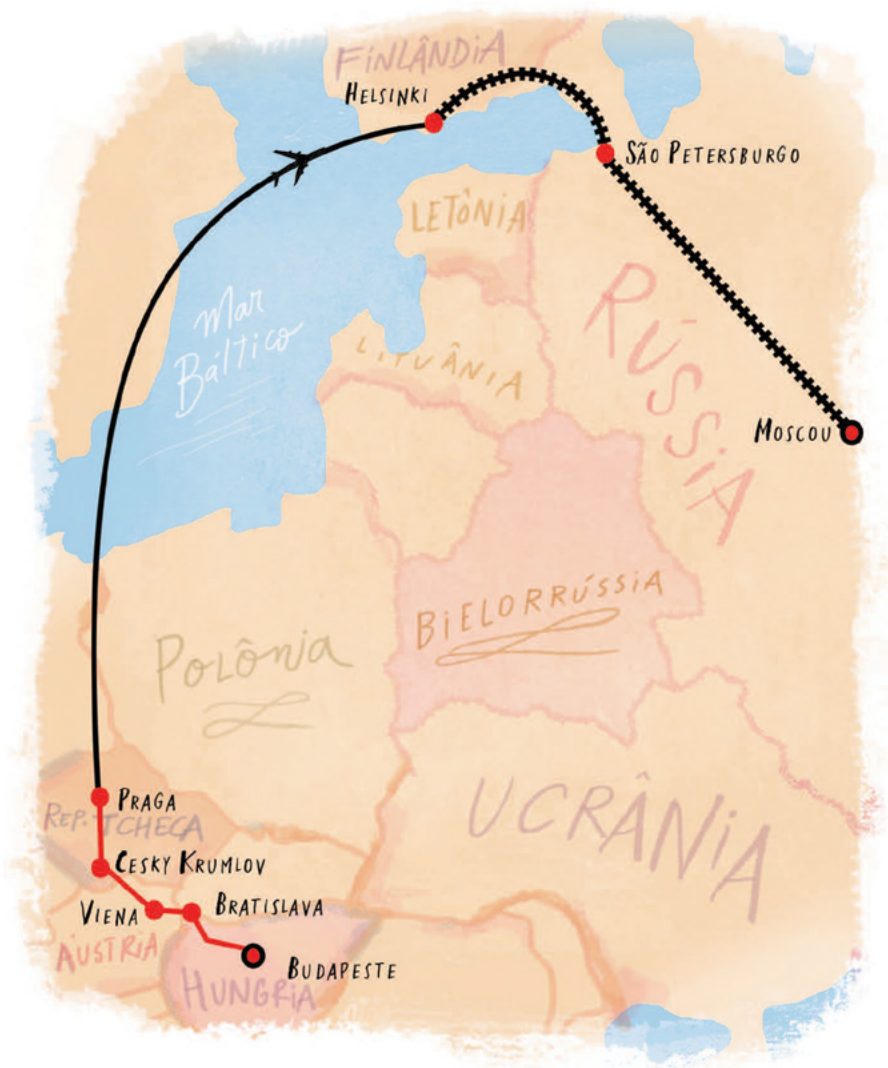 FINLÂNDIA
HELSINKI
SÃO PETERSBURGO
LETÔNIA
RÚSSIA
Mar
Báltico
LITUÂNIA
MOSCOU
BIELORRÚSSIA
POLÔNIA
UCRÂNIA
PRAGA
REP. TCHECA
CESKY KRUMLOV
VIENA
BRATISLAVA
ÁUSTRIA
BUDAPESTE
HUNGRIA